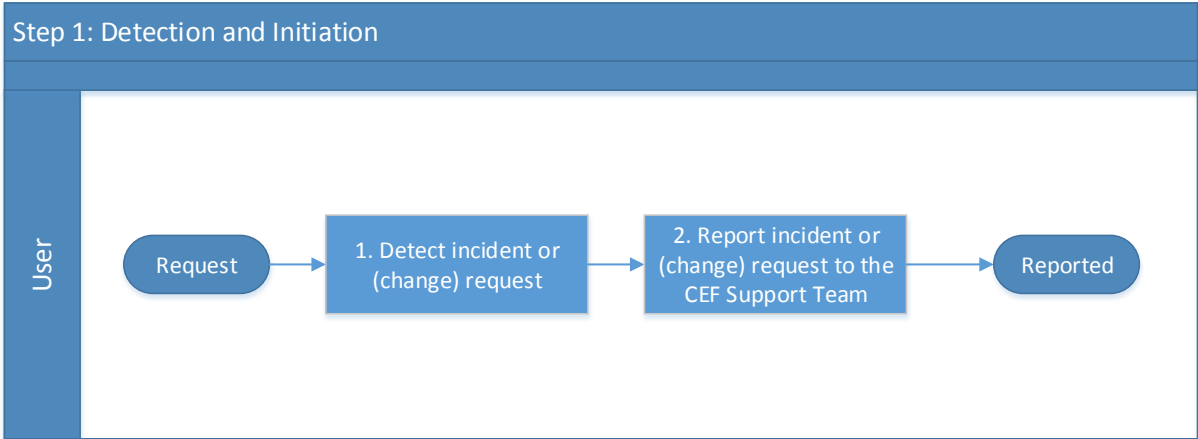 Step 1: Detection and Initiation
User
Request
1. Detect incident or
(change) request
2. Report incident or
(change) request to the
CEF Support Team
Reported